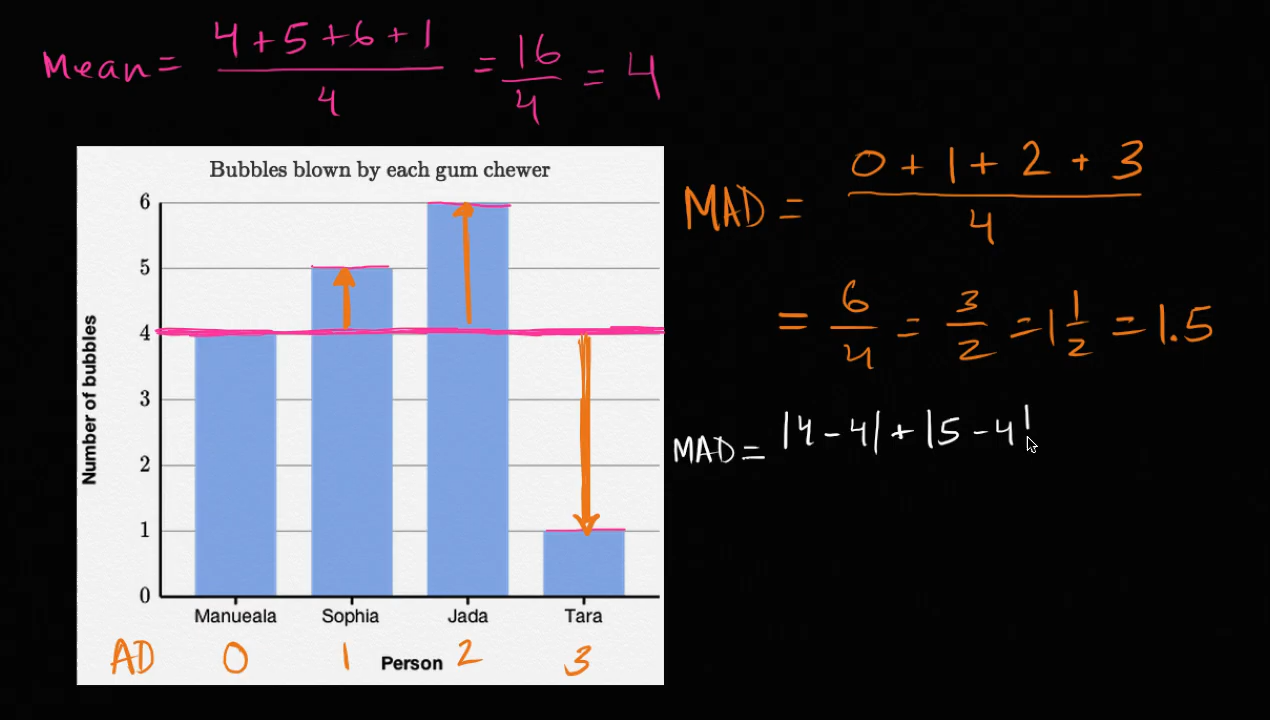 Mean = 4 + 5 + 6 + 1 / 4 = 16 / 4 = 4
Bubbles blown by each gum chewer
6
5
4
3
2
1
0
Number of bubbles
Manueala Sophia Jada Tara
AD 0 1 2 3
Person
MAD = 0 + 1 + 2 + 3 / 4
= 6 / 4 = 3 / 2 = 1 1 / 2 = 1.5
MAD = |4 - 4| + |5 - 4|